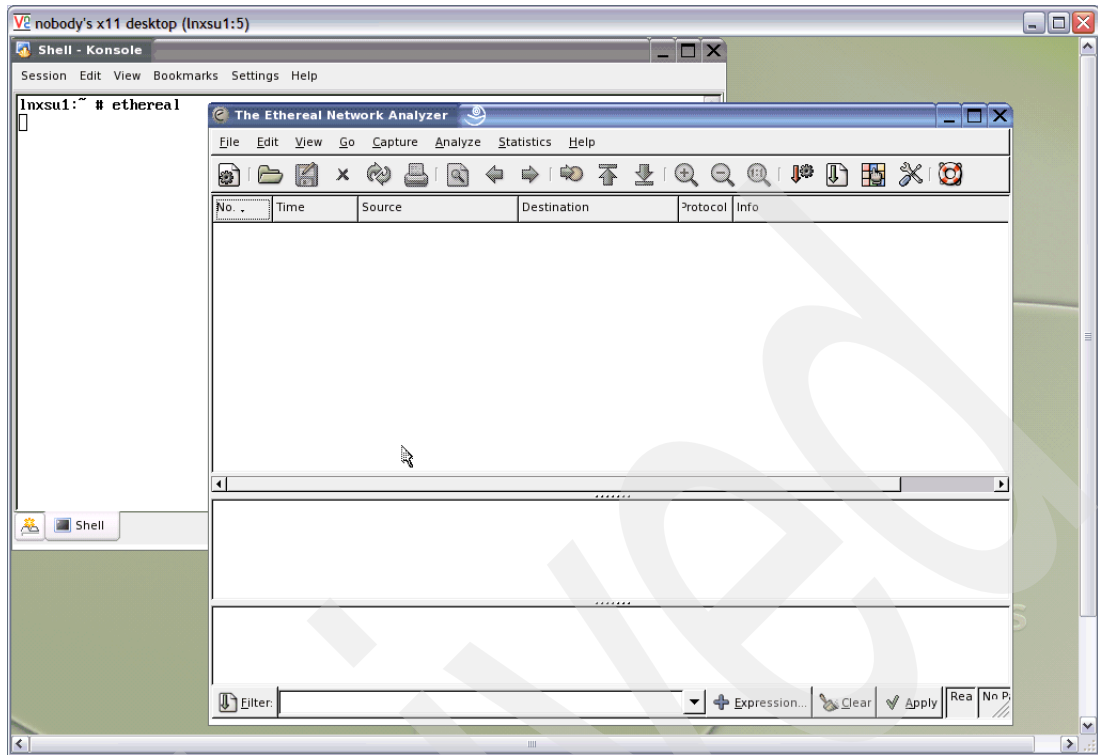 nobody's x11 desktop (lnxsu1:5)
Shell - Konsole
Session Edit View Bookmarks Settings Help
lnxsu1:~ # ethereal
The Ethereal Network Analyzer
File Edit View Go Capture Analyze Statistics Help
No. Time Source Destination Protocol Info
Shell
Filter: Expression... Clear Apply Rea No P